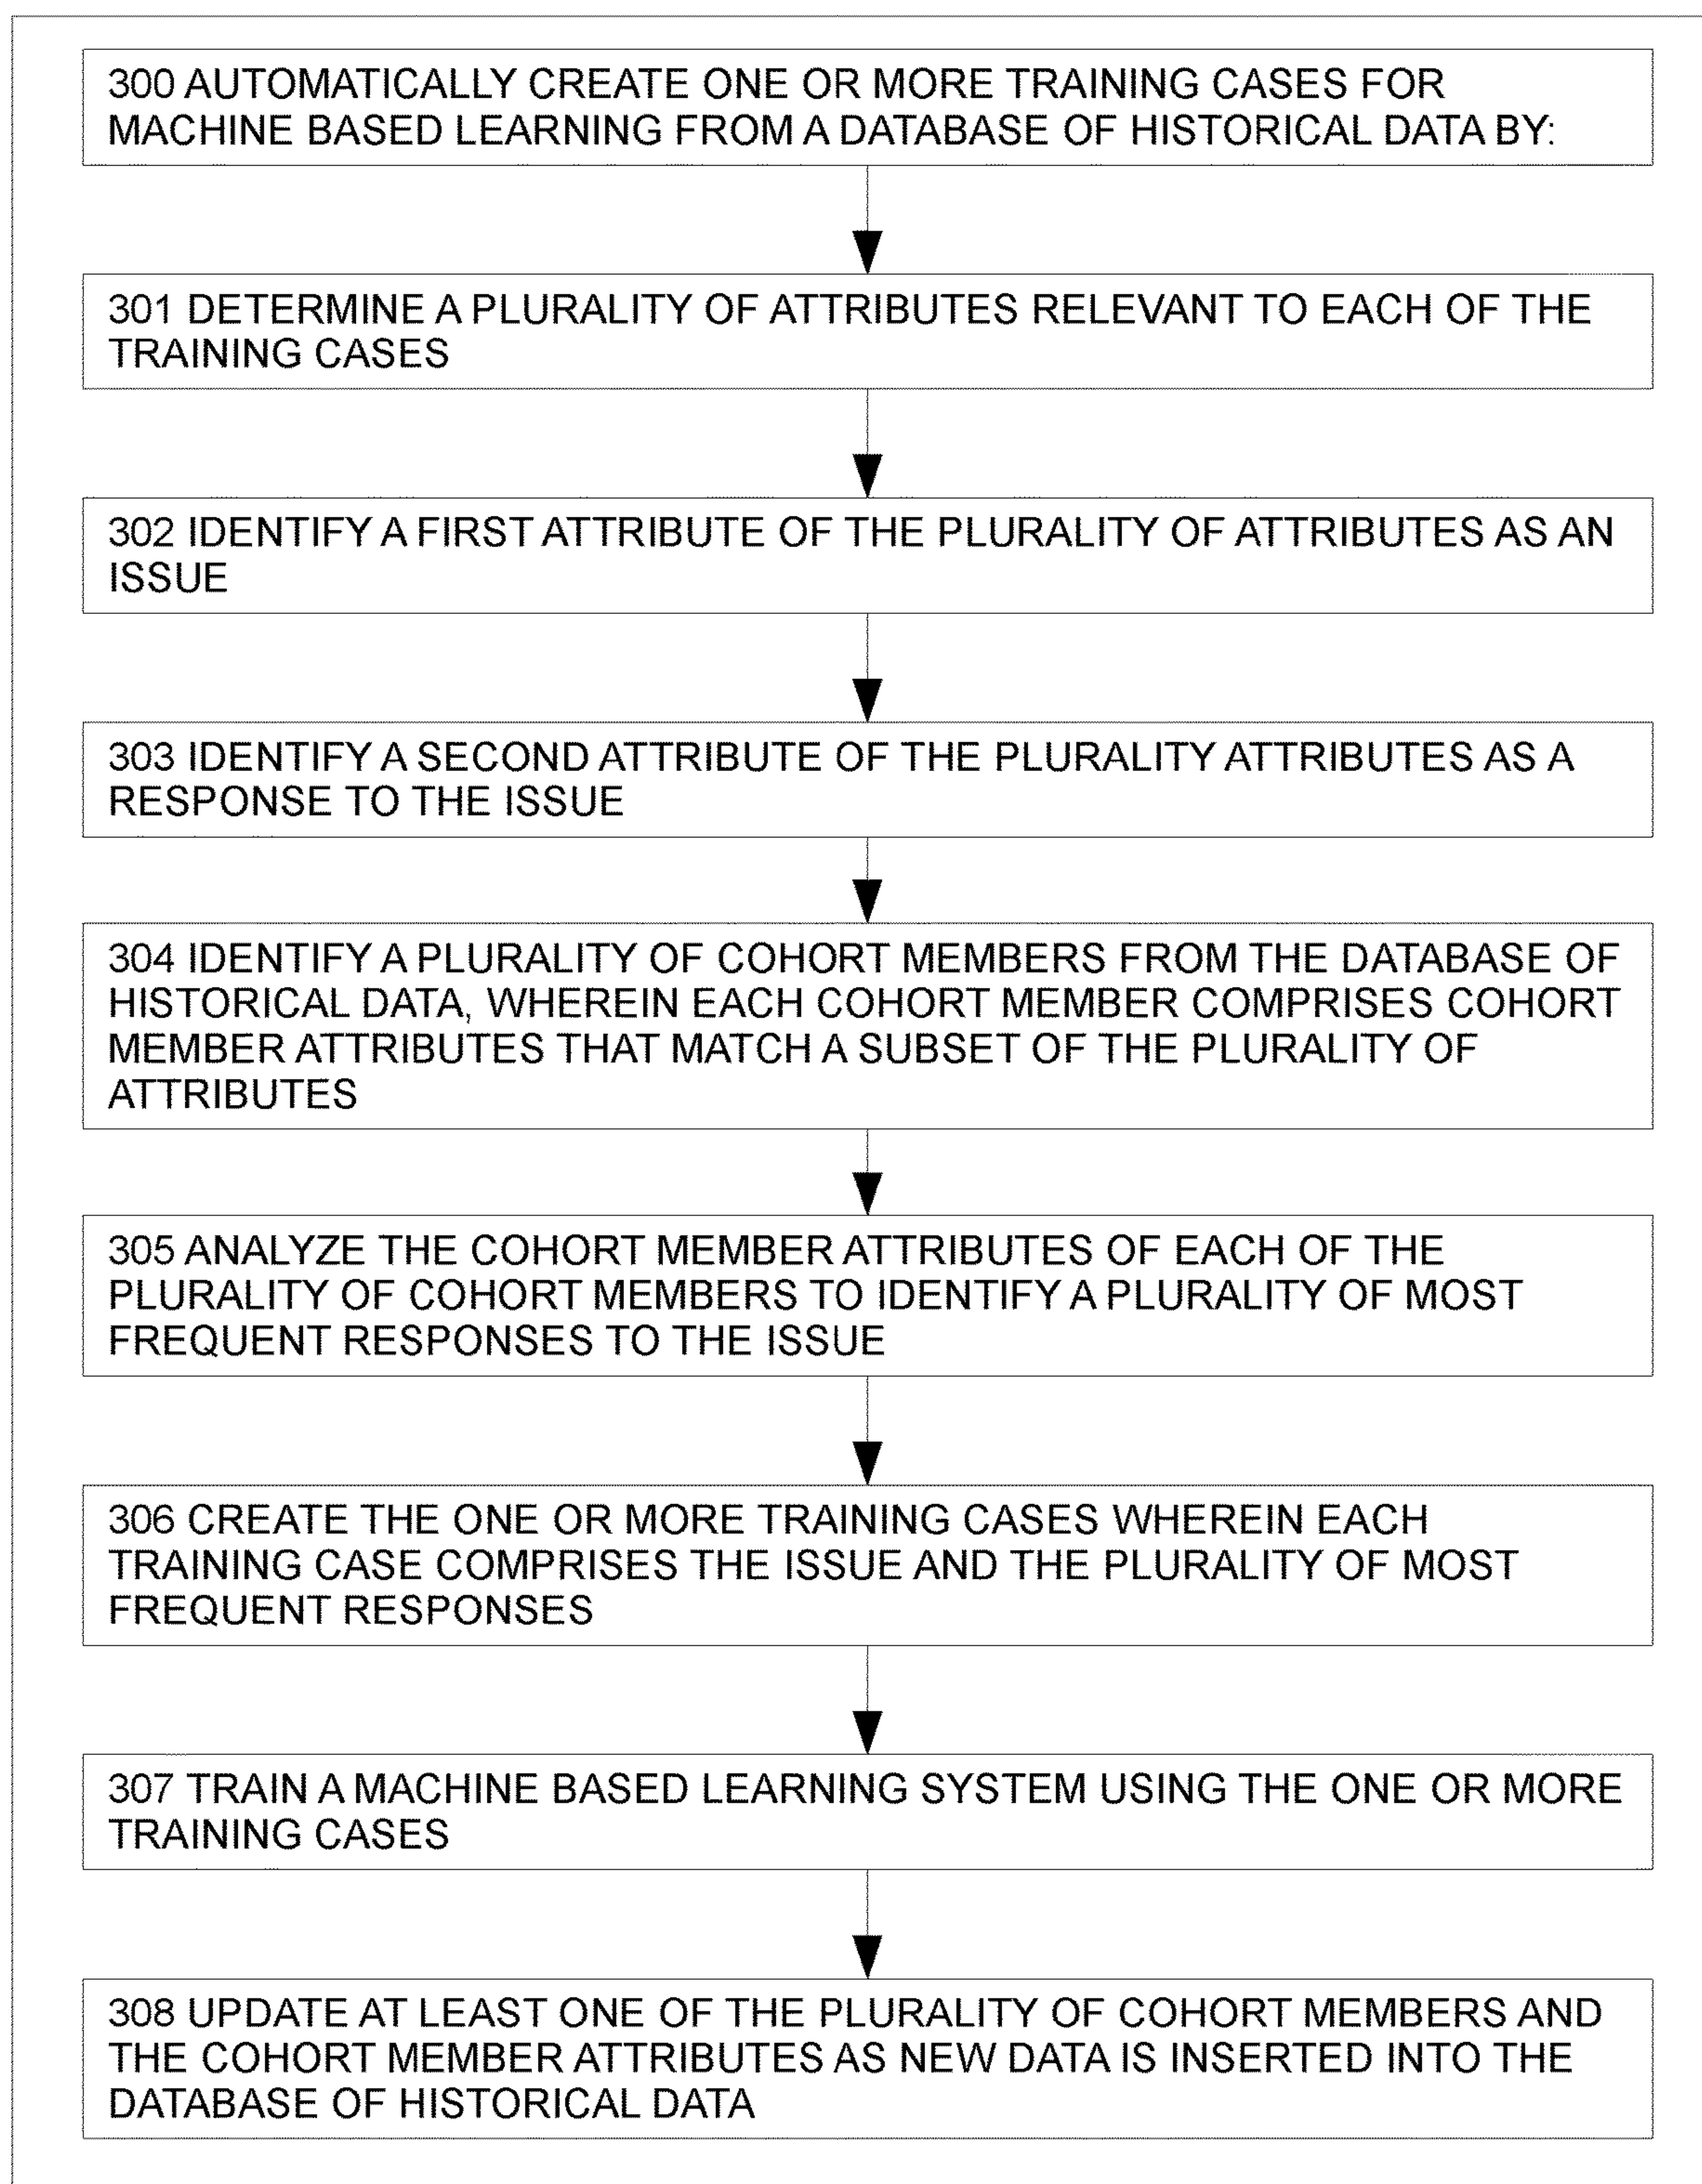 300 AUTOMATICALLY CREATE ONE OR MORE TRAINING CASES FOR
MACHINE BASED LEARNING FROM A DATABASE OF HISTORICAL DATA BY:
301 DETERMINE A PLURALITY OF ATTRIBUTES RELEVANT TO EACH OF THE
TRAINING CASES
302 IDENTIFY A FIRST ATTRIBUTE OF THE PLURALITY OF ATTRIBUTES AS AN
ISSUE
303 IDENTIFY A SECOND ATTRIBUTE OF THE PLURALITY ATTRIBUTES AS A
RESPONSE TO THE ISSUE
304 IDENTIFY A PLURALITY OF COHORT MEMBERS FROM THE DATABASE OF
HISTORICAL DATA, WHEREIN EACH COHORT MEMBER COMPRISES COHORT
MEMBER ATTRIBUTES THAT MATCH A SUBSET OF THE PLURALITY OF
ATTRIBUTES
305 ANALYZE THE COHORT MEMBER ATTRIBUTES OF EACH OF THE
PLURALITY OF COHORT MEMBERS TO IDENTIFY A PLURALITY OF MOST
FREQUENT RESPONSES TO THE ISSUE
306 CREATE THE ONE OR MORE TRAINING CASES WHEREIN EACH
TRAINING CASE COMPRISES THE ISSUE AND THE PLURALITY OF MOST
FREQUENT RESPONSES
307 TRAIN A MACHINE BASED LEARNING SYSTEM USING THE ONE OR MORE
TRAINING CASES
308 UPDATE AT LEAST ONE OF THE PLURALITY OF COHORT MEMBERS AND
THE COHORT MEMBER ATTRIBUTES AS NEW DATA IS INSERTED INTO THE
DATABASE OF HISTORICAL DATA